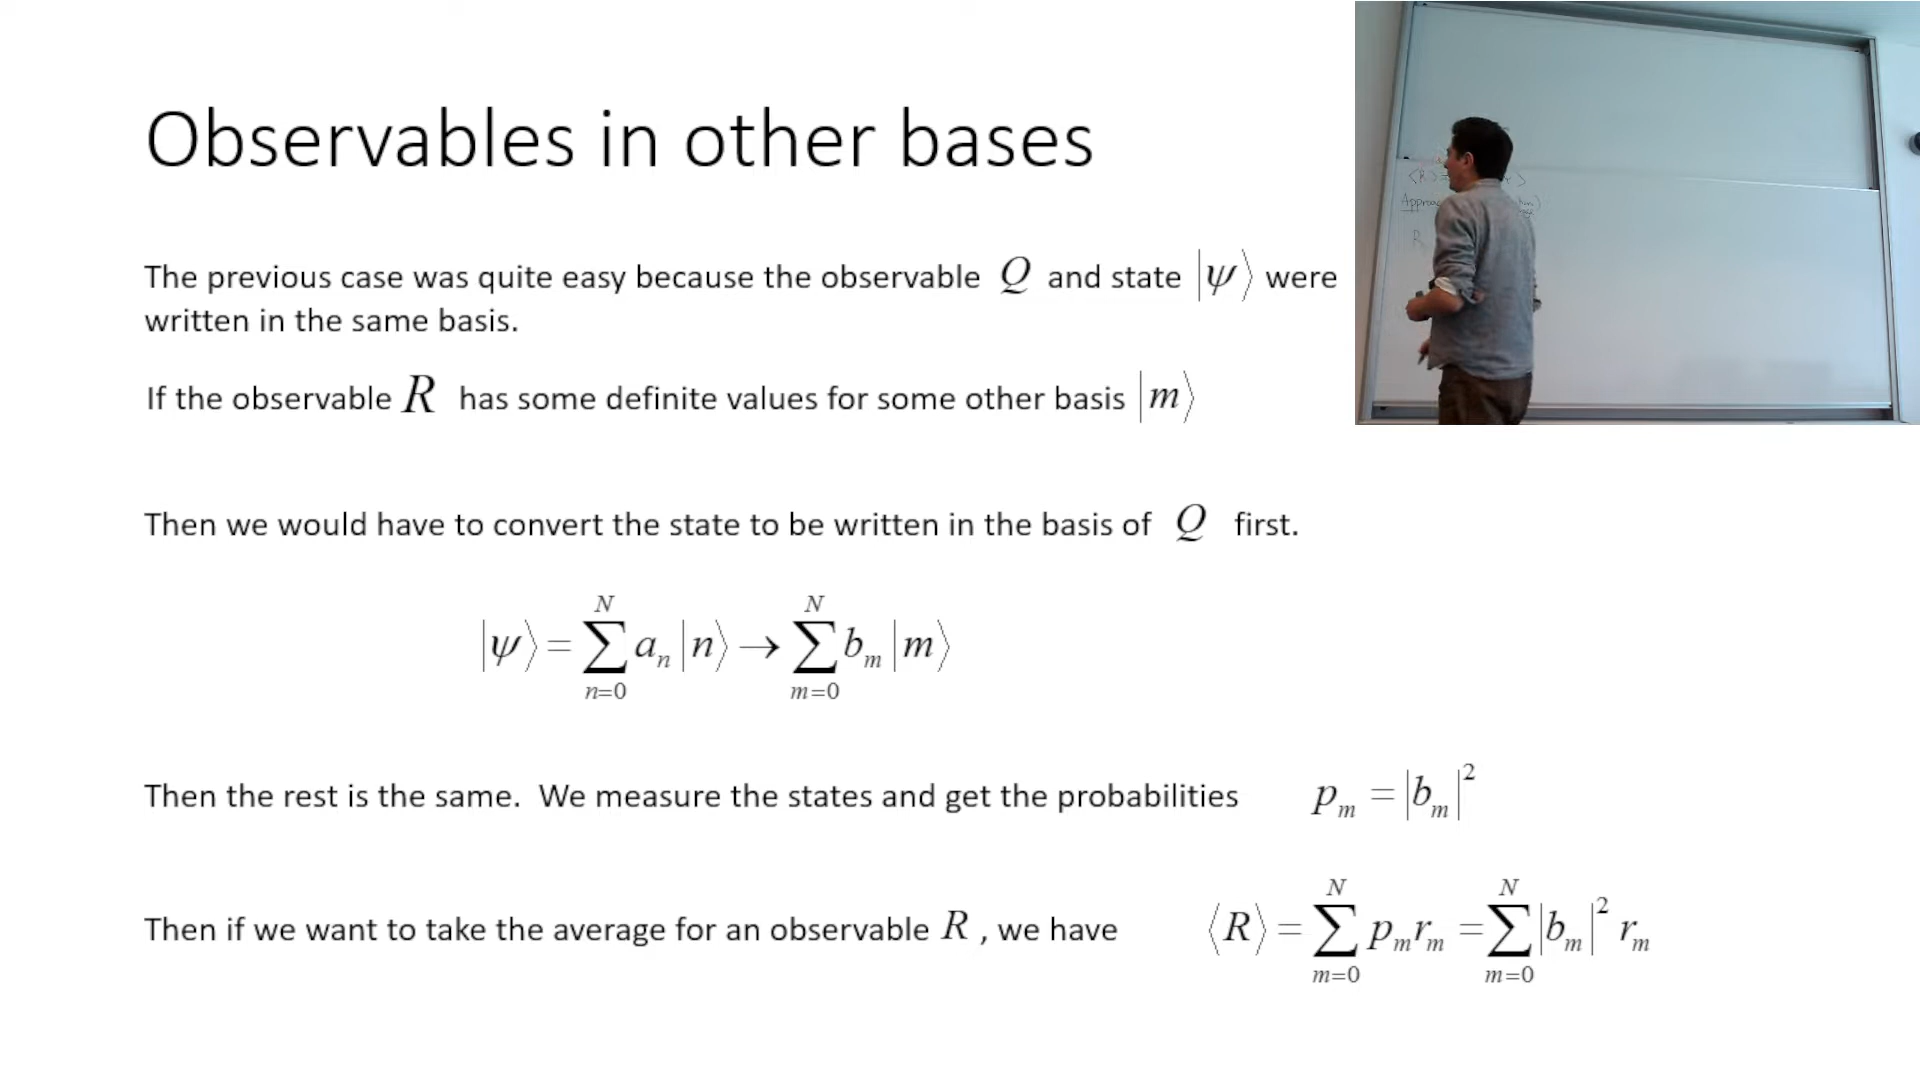 Observables in other bases
The previous case was quite easy because the observable Q and state |ψ⟩ were
written in the same basis.
If the observable R has some definite values for some other basis |m⟩
Then we would have to convert the state to be written in the basis of Q first.
|ψ⟩ = ∑_{n=0}^{N} a_n |n⟩ → ∑_{m=0}^{N} b_m |m⟩
Then the rest is the same. We measure the states and get the probabilities p_m = |b_m|^2
Then if we want to take the average for an observable R , we have ⟨R⟩ = ∑_{m=0}^{N} p_m r_m = ∑_{m=0}^{N} |b_m|^2 r_m